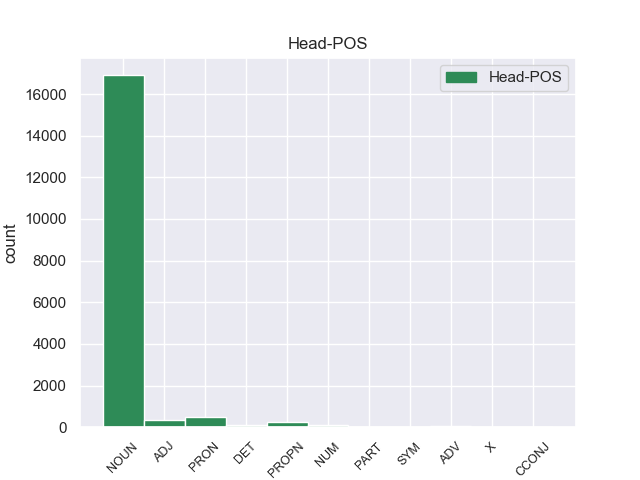 Head-POS
Head-POS
16000
14000
12000
10000
8000
6000
4000
2000
0
count
NOUN
ADJ
PRON
DET
PROPN
NUM
PART
SYM
ADV
X
CCONJ